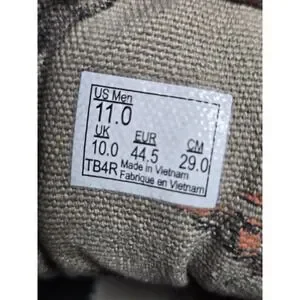 US Men
11.0
UK EUR CM
10.0 44.5 29.0
TB4R Made in Vietnam
Fabriqué en Vietnam